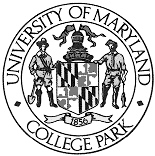 UNIVERSITY OF MARYLAND
1856
COLLEGE PARK